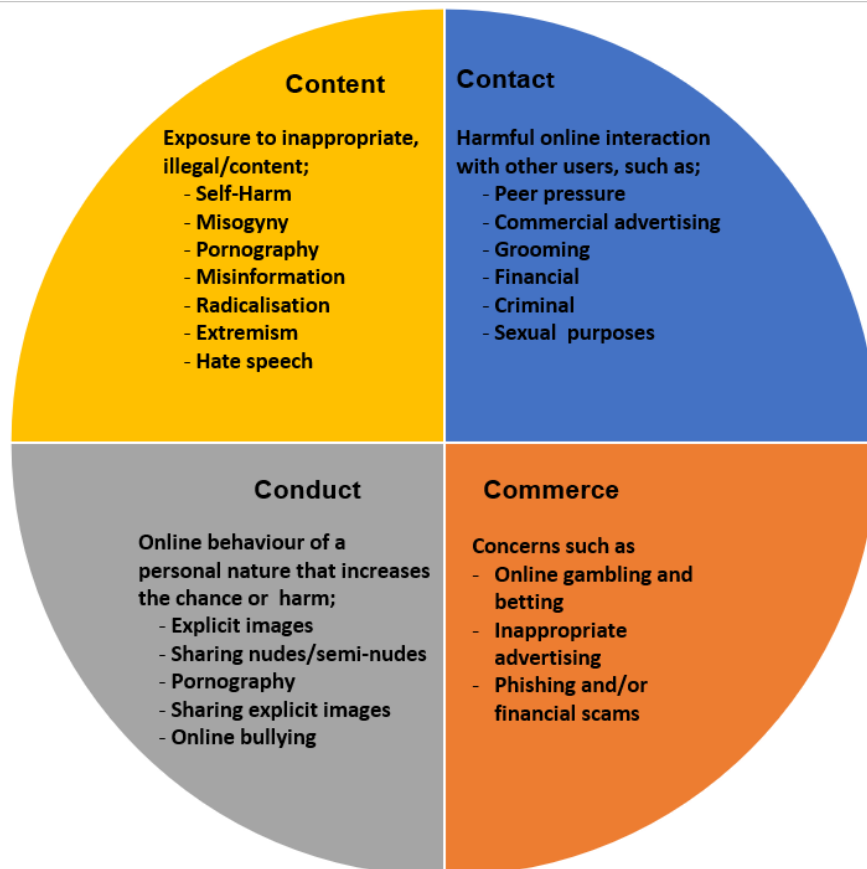 Content
Exposure to inappropriate,
illegal/content;
- Self-Harm
- Misogyny
- Pornography
- Misinformation
- Radicalisation
- Extremism
- Hate speech
Contact
Harmful online interaction
with other users, such as;
- Peer pressure
- Commercial advertising
- Grooming
- Financial
- Criminal
- Sexual purposes
Conduct
Online behaviour of a
personal nature that increases
the chance or harm;
- Explicit images
- Sharing nudes/semi-nudes
- Pornography
- Sharing explicit images
- Online bullying
Commerce
Concerns such as
- Online gambling and
betting
- Inappropriate
advertising
- Phishing and/or
financial scams